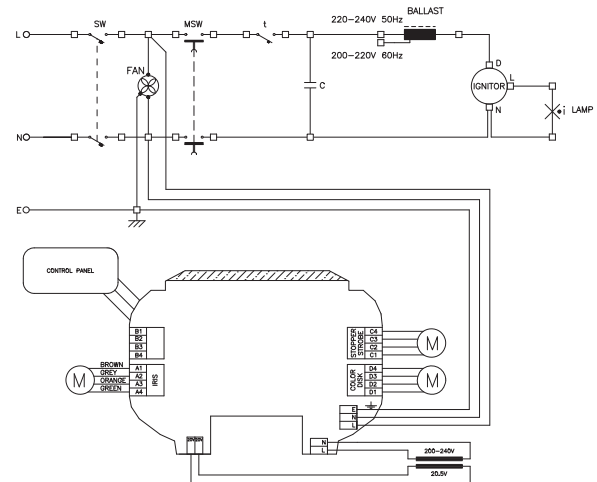 SW
MSW
t
220-240V 50Hz
BALLAST
L
200-220V 60Hz
D
L
FAN
C
IGNITOR
LAMP
N
N
E
CONTROL PANEL
B1
B2
B3
B4
C4
C3
C2
C1
STOPPER
STROBE
M
BROWN
GREY
ORANGE
GREEN
M
A1
A2
A3
A4
IRIS
COLOR
DISK
D4
D3
D2
D1
M
E
N
L
20V
20V
N
L
200-240V
20.5V